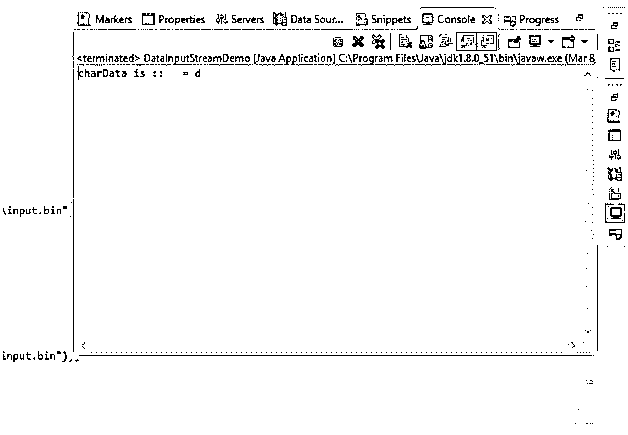 Markers Properties Servers Data Sour... Snippets Console Progress
<terminated> DataInputStreamDemo [Java Application] C:\Program Files\Java\jdk1.8.0_51\bin\javaw.exe (Mar 8,
charData is :: = d
\input.bin"
input.bin"),